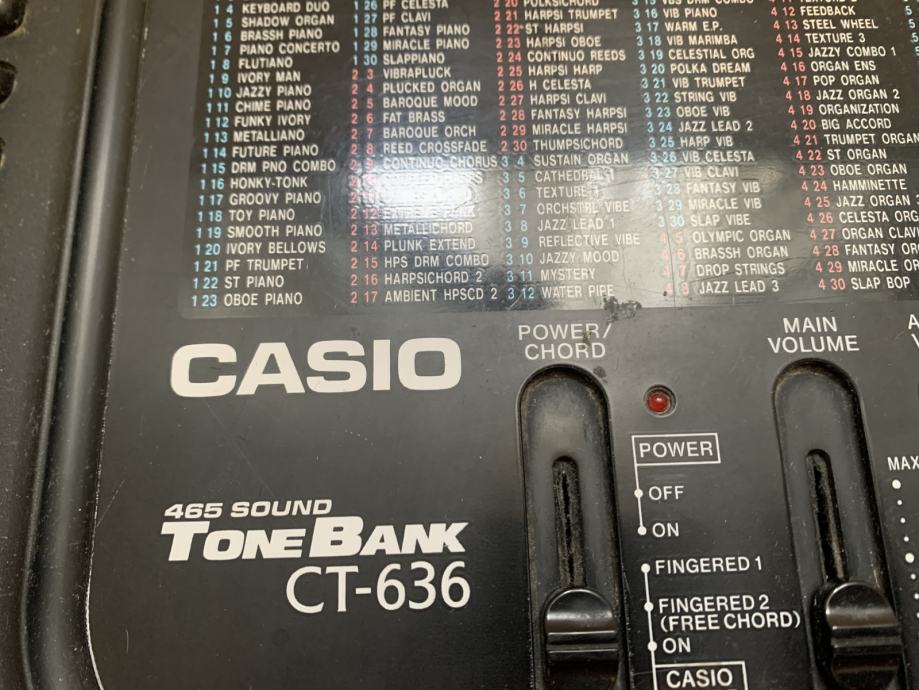 1 4 KEYBOARD DUO
1 5 SHADOW ORGAN
1 6 BRASSH PIANO
1 7 PIANO CONCERTO
1 8 FLUTIANO
1 9 IVORY MAN
1 10 JAZZY PIANO
1 11 CHIME PIANO
1 12 FUNKY IVORY
1 13 METALLIANO
1 14 FUTURE PIANO
1 15 DRM PNO COMBO
1 16 HONKY-TONK
1 17 GROOVY PIANO
1 18 TOY PIANO
1 19 SMOOTH PIANO
1 20 IVORY BELLOWS
1 21 PF TRUMPET
1 22 ST PIANO
1 23 OBOE PIANO
1 26 PF CELESTA
1 27 PF CLAVI
1 28 FANTASY PIANO
1 29 MIRACLE PIANO
1 30 SLAPPIANO
2 3 VIBRAPLUCK
2 4 PLUCKED ORGAN
2 5 BAROQUE MOOD
2 6 FAT BRASS
2 7 BAROQUE ORCH
2 8 REED CROSSFADE
2 9 CONTINUO CHORUS
2 12 EXTREME FUNK
2 13 METALLICHORD
2 14 PLUNK EXTEND
2 15 HPS DRM COMBO
2 16 HARPSICHORD 2
2 17 AMBIENT HPSCD 2
2 20 FOLKSICHORD
2 21 HARPSI TRUMPET
2 22 ST HARPSI
2 23 HARPSI OBOE
2 24 CONTINUO REEDS
2 25 HARPSI HARP
2 26 H CELESTA
2 27 HARPSI CLAVI
2 28 FANTASY HARPSI
2 29 MIRACLE HARPSI
2 30 THUMPSICHORD
3 4 SUSTAIN ORGAN
3 5 CATHEDRAL 1
3 6 TEXTURE 1
3 7 ORCHSTRL VIBE
3 8 JAZZ LEAD 1
3 9 REFLECTIVE VIBE
3 10 JAZZY MOOD
3 11 MYSTERY
3 12 WATER PIPE
3 15 VBS DRM COMBO
3 16 VIB PIANO
3 17 WARM E.P.
3 18 VIB MARIMBA
3 19 CELESTIAL ORG
3 20 POLKA DREAM
3 21 VIB TRUMPET
3 22 STRING VIB
3 23 OBOE VIB
3 24 JAZZ LEAD 2
3 25 HARP VIB
3 26 VIB CELESTA
3 27 VIB CLAVI
3 28 FANTASY VIB
3 29 MIRACLE VIB
3 30 SLAP VIBE
4 5 OLYMPIC ORGAN
4 6 BRASSH ORGAN
4 7 DROP STRINGS
4 8 JAZZ LEAD 3
4 12 FEEDBACK
4 13 STEEL WHEEL
4 14 TEXTURE 3
4 15 JAZZY COMBO 1
4 16 ORGAN ENS
4 17 POP ORGAN
4 18 JAZZ ORGAN 2
4 19 ORGANIZATION
4 20 BIG ACCORD
4 21 TRUMPET ORGAN
4 22 ST ORGAN
4 23 OBOE ORGAN
4 24 HAMMINETTE
4 25 JAZZ ORGAN
4 26 CELESTA
4 27 ORGAN CLAVI
4 28 FANTASY
4 29 MIRACLE
4 30 SLAP BOP
CASIO
465 SOUND
TONE BANK
CT-636
POWER/
CHORD
POWER
OFF
ON
FINGERED 1
FINGERED 2
(FREE CHORD)
ON
CASIO
MAIN
VOLUME
MAX